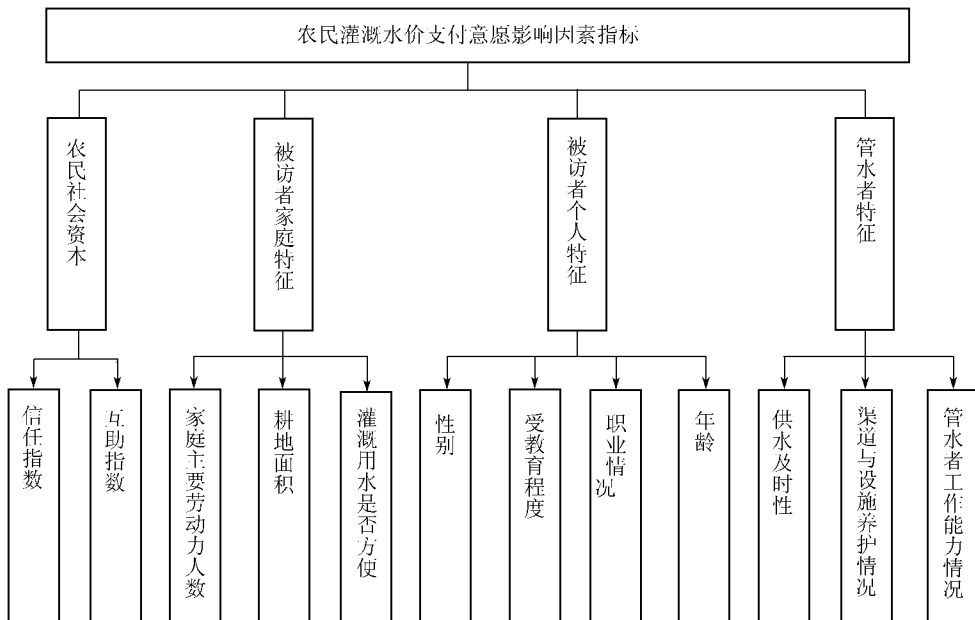 农民灌溉水价支付意愿影响因素指标
农民社会资本
被访者家庭特征
被访者个人特征
管水者特征
信任指数
互助指数
家庭主要劳动力人数
耕地面积
灌溉用水是否方便
性别
受教育程度
职业情况
年龄
供水及时性
渠道与设施养护情况
管水者工作能力情况